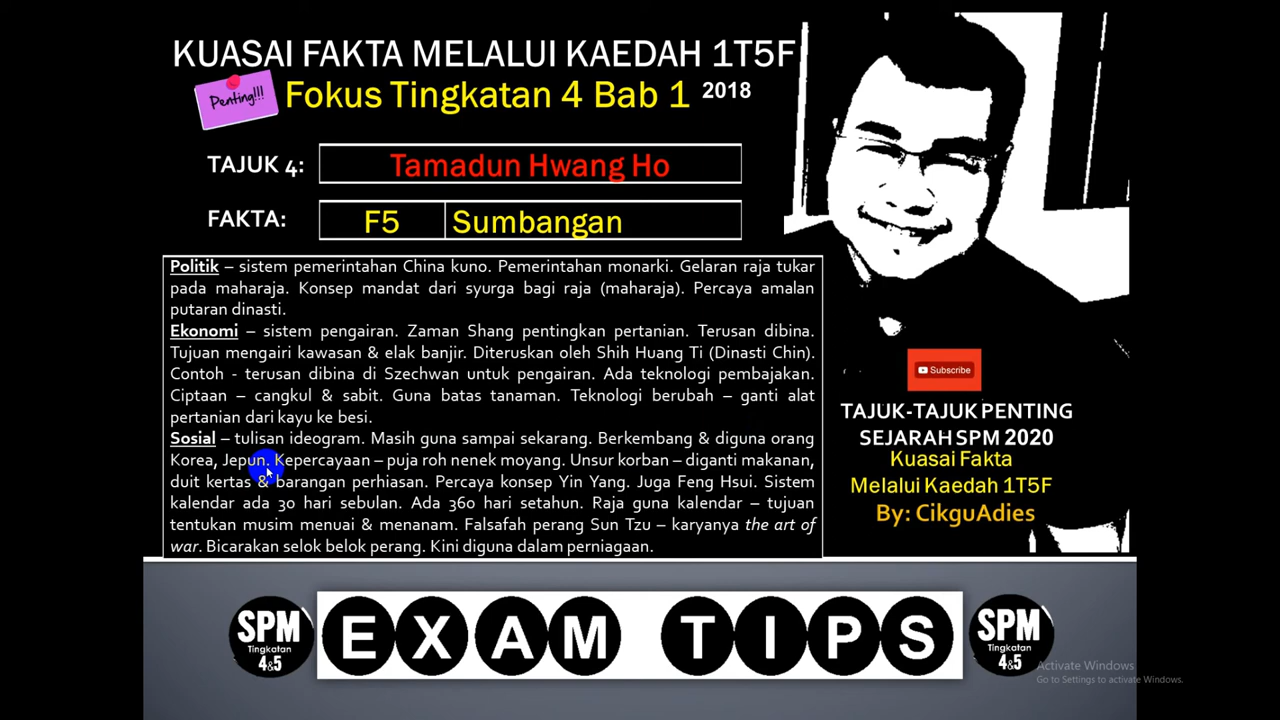 KUASAI FAKTA MELALUI KAEDAH 1T5F
Penting!!!
Fokus Tingkatan 4 Bab 1 2018
TAJUK 4:
Tamadun Hwang Ho
FAKTA:
F5
Sumbangan
Politik – sistem pemerintahan China kuno. Pemerintahan monarki. Gelaran raja tukar
pada maharaja. Konsep mandat dari syurga bagi raja (maharaja). Percaya amalan
putaran dinasti.
Ekonomi – sistem pengairan. Zaman Shang pentingkan pertanian. Terusan dibina.
Tujuan mengairi kawasan & elak banjir. Diteruskan oleh Shih Huang Ti (Dinasti Chin).
Contoh - terusan dibina di Szechwan untuk pengairan. Ada teknologi pembajakan.
Ciptaan – cangkul & sabit. Guna batas tanaman. Teknologi berubah – ganti alat
pertanian dari kayu ke besi.
Sosial – tulisan ideogram. Masih guna sampai sekarang. Berkembang & diguna orang
Korea, Jepun. Kepercayaan – puja roh nenek moyang. Unsur korban – diganti makanan,
duit kertas & barangan perhiasan. Percaya konsep Yin Yang. Juga Feng Hsui. Sistem
kalendar ada 30 hari sebulan. Ada 360 hari setahun. Raja guna kalendar – tujuan
tentukan musim menuai & menanam. Falsafah perang Sun Tzu – karyanya the art of
war. Bicarakan selok belok perang. Kini diguna dalam perniagaan.
Subscribe
TAJUK-TAJUK PENTING
SEJARAH SPM 2020
Kuasai Fakta
Melalui Kaedah 1T5F
By: CikguAdies
SPM
Tingkatan
4&5
EXAM TIPS
SPM
Tingkatan
4&5
Activate Windows
Go to Settings to activate Windows.